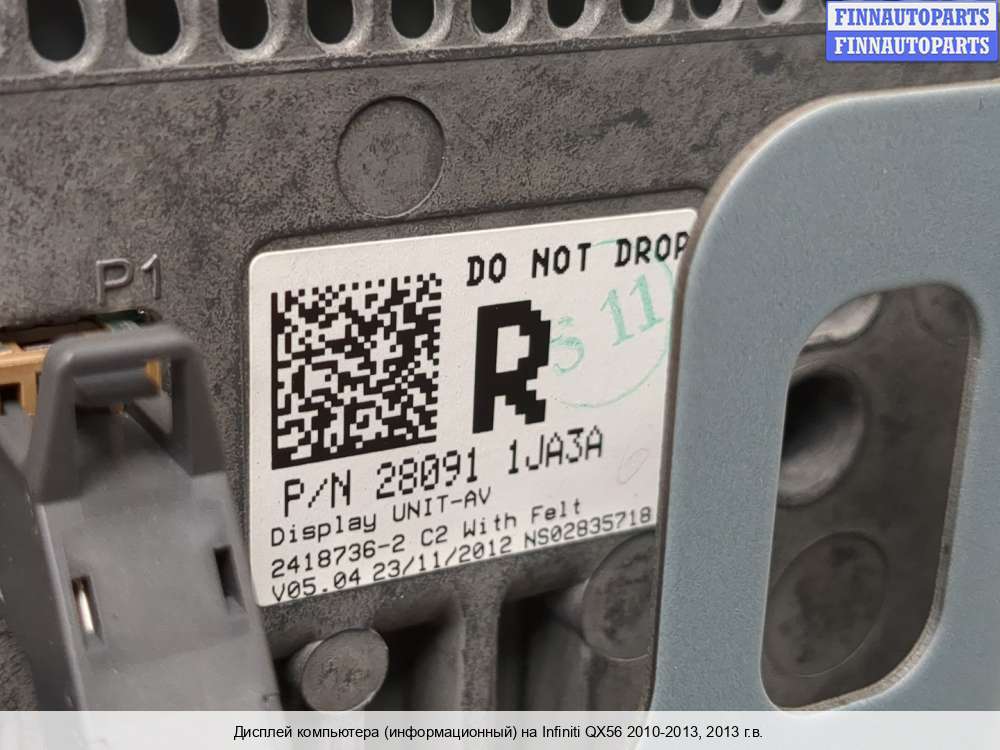 FINNAUTOPARTS
FINNAUTOPARTS
P1
DO NOT DROP
R
S 11
P/N 28091 1JA3A
Display UNIT-AV
2418736-2 C2 With Felt
V05.04 23/11/2012 NS02835718
Дисплей компьютера (информационный) на Infiniti QX56 2010-2013, 2013 г.в.